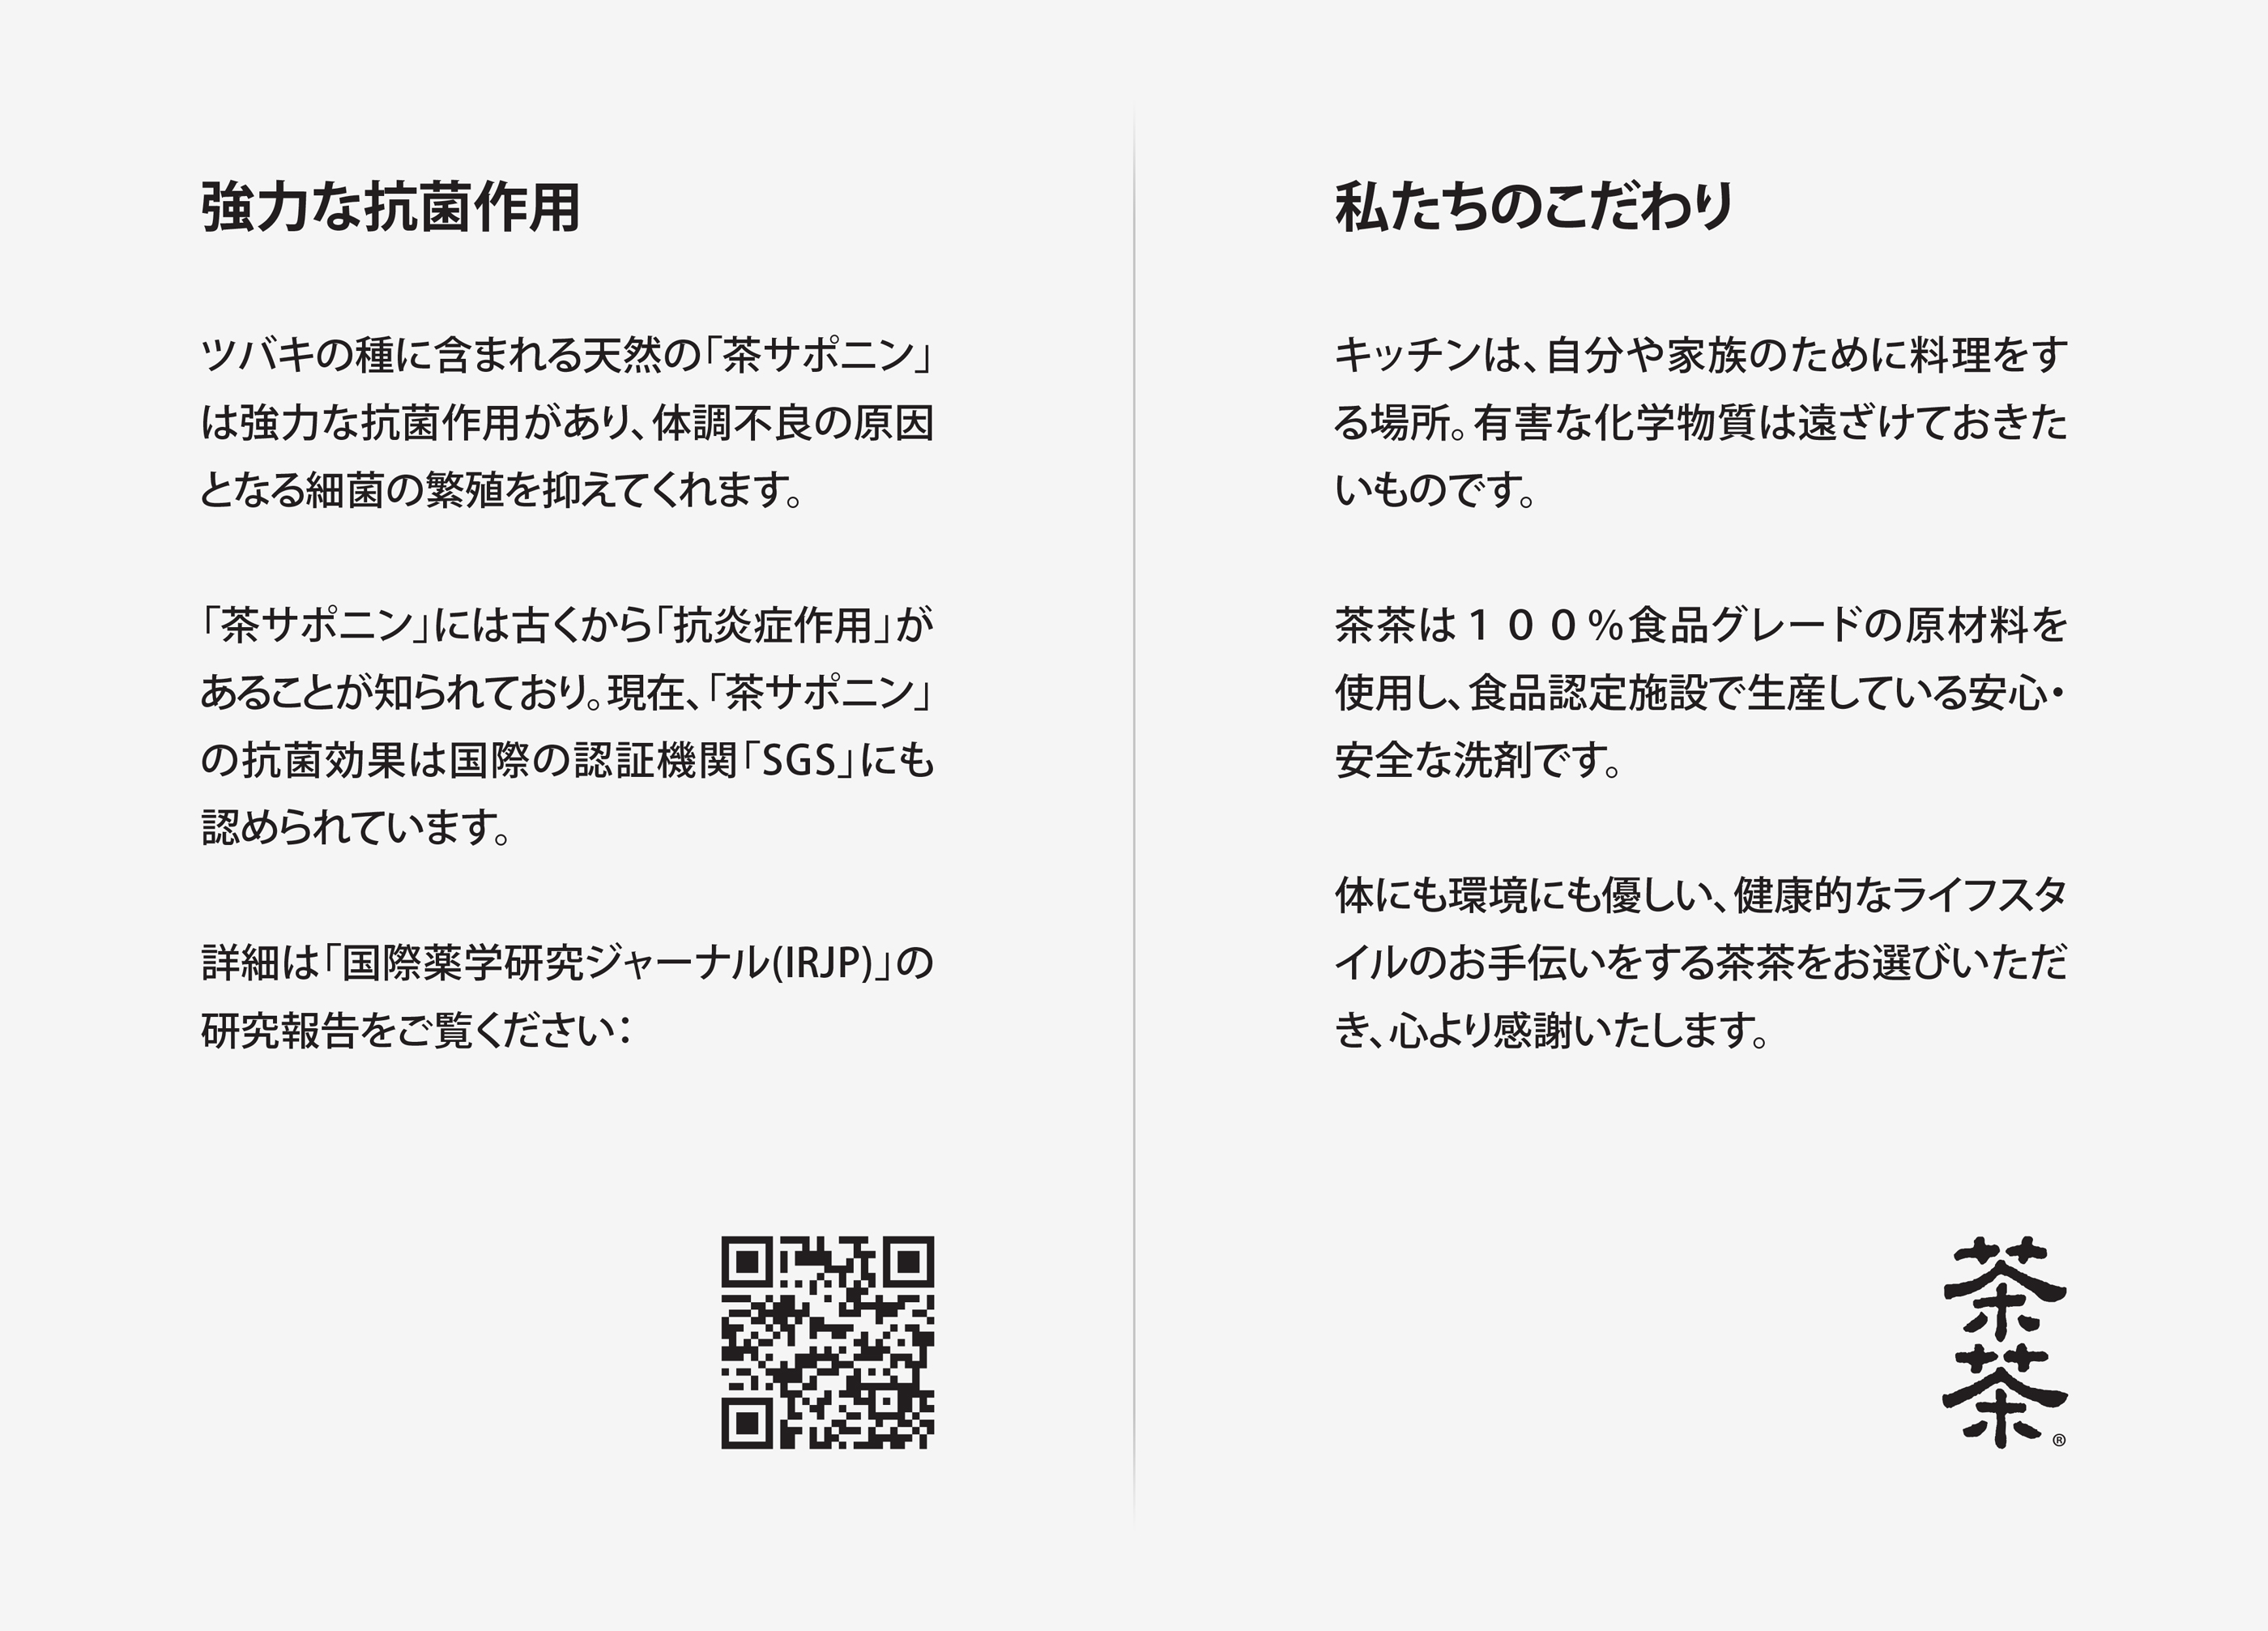 強力な抗菌作用
ツバキの種に含まれる天然の「茶サポニン」
は強力な抗菌作用があり、体調不良の原因
となる細菌の繁殖を抑えてくれます。
「茶サポニン」には古くから「抗炎症作用」が
あることが知られており。現在、「茶サポニン」
の抗菌効果は国際の認証機関「SGS」にも
認められています。
詳細は「国際薬学研究ジャーナル(IRJP)」の
研究報告をご覧ください：
私たちのこだわり
キッチンは、自分や家族のために料理をす
る場所。有害な化学物質は遠ざけておきた
いものです。
茶茶は１００％食品グレードの原材料を
使用し、食品認定施設で生産している安心・
安全な洗剤です。
体にも環境にも優しい、健康的なライフスタ
イルのお手伝いをする茶茶をお選びいただ
き、心より感謝いたします。
茶
茶®